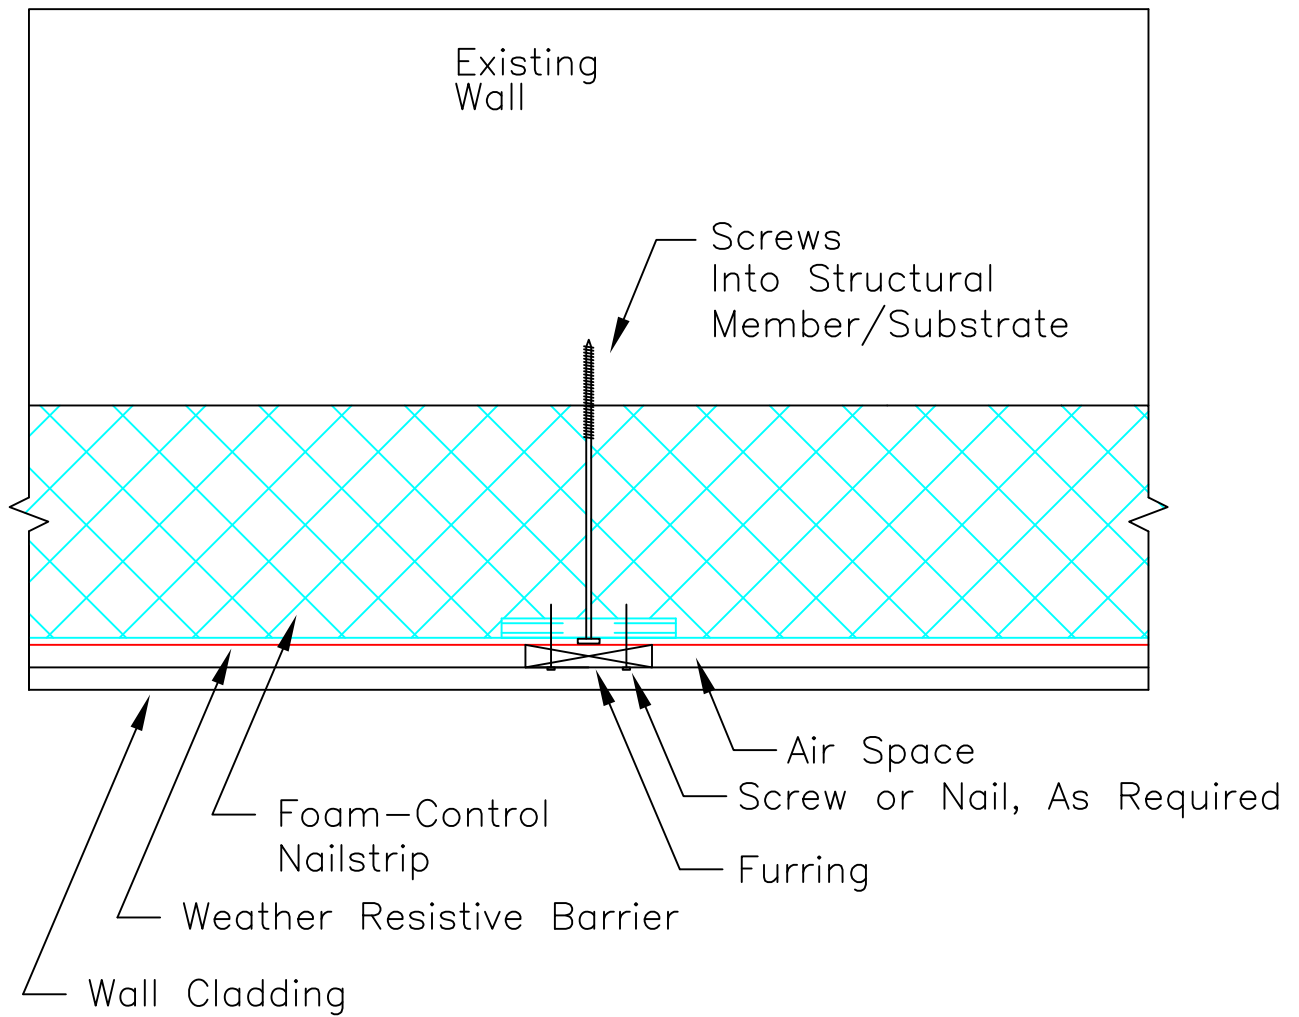 Existing
Wall
Screws
Into Structural
Member/Substrate
Air Space
Screw or Nail, As Required
Foam-Control
Nailstrip
Furring
Weather Resistive Barrier
Wall Cladding